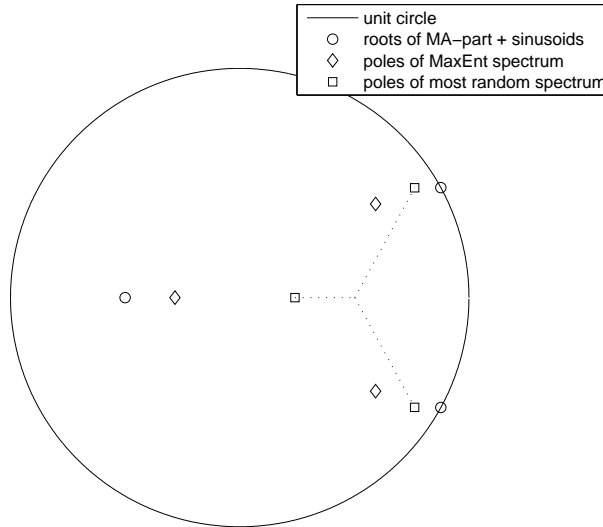 unit circle
roots of MA−part + sinusoids
poles of MaxEnt spectrum
poles of most random spectrum